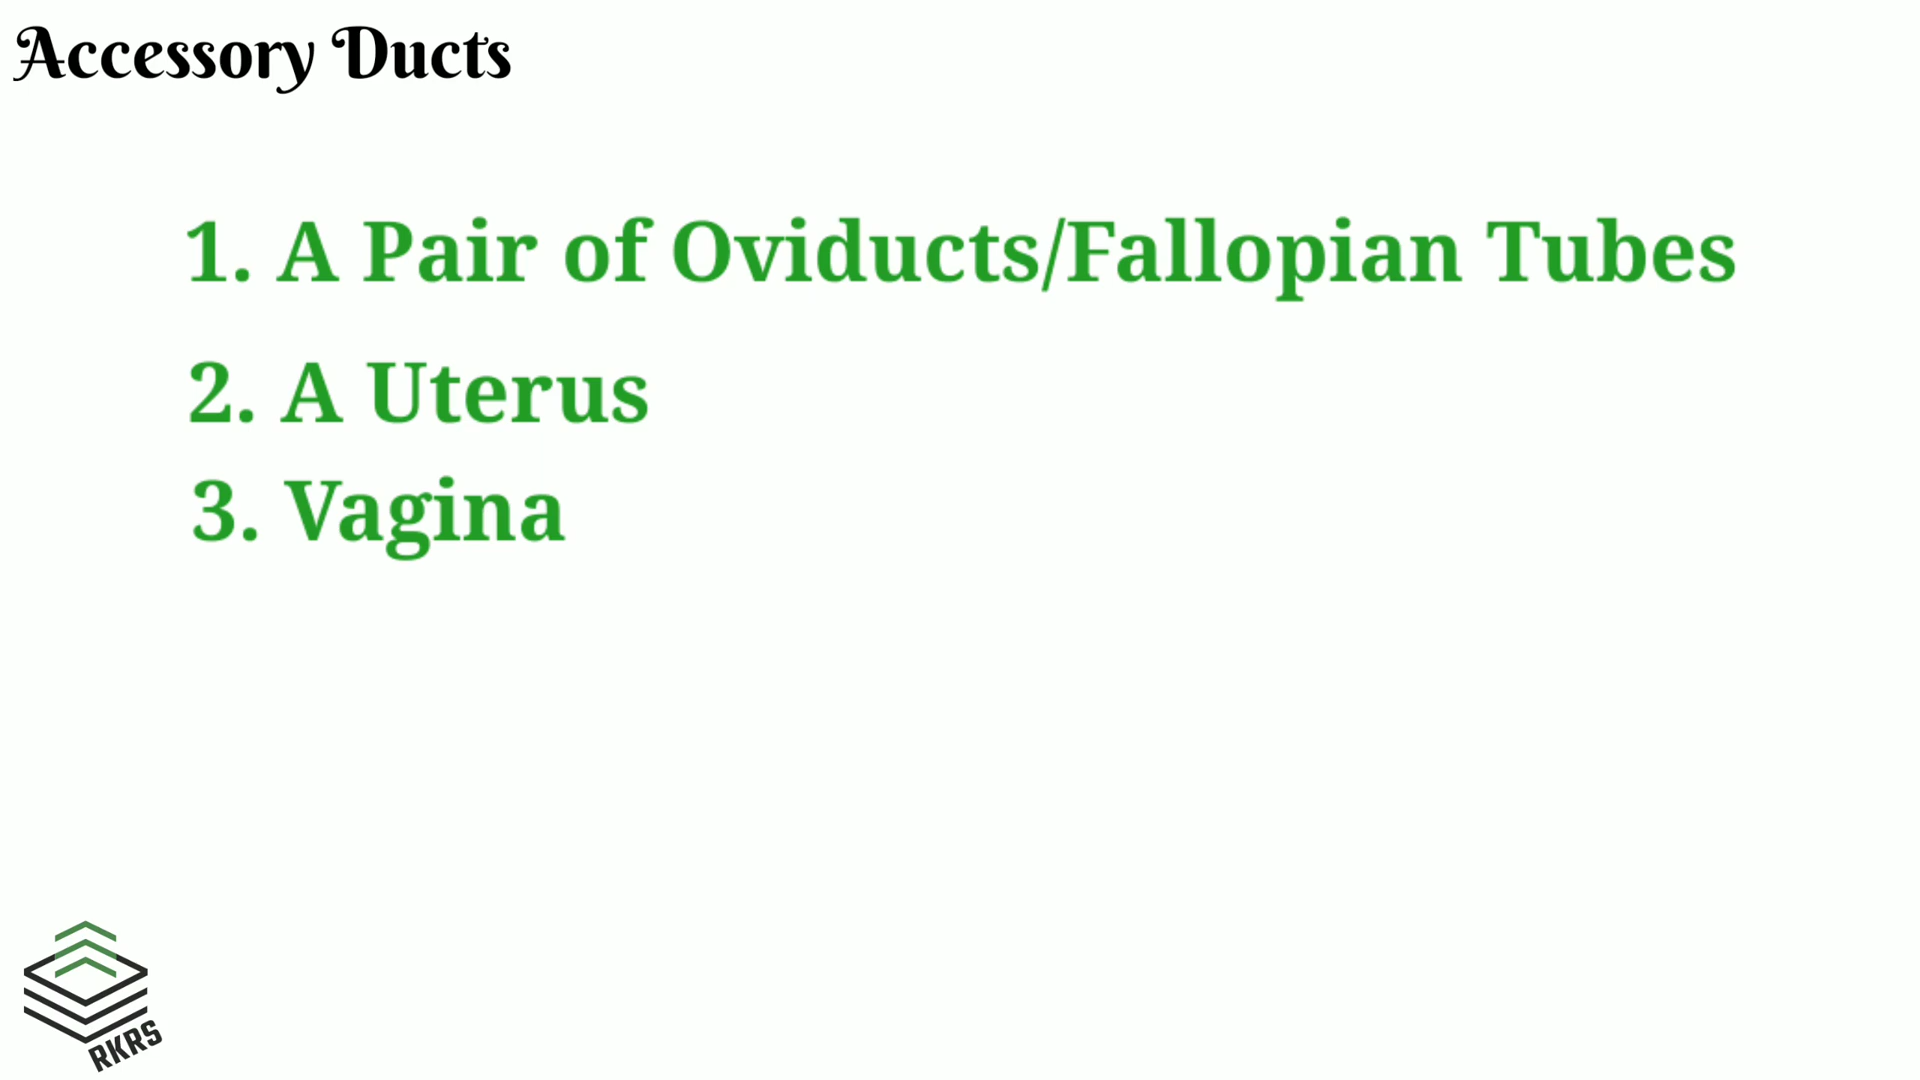 Accessory Ducts
1. A Pair of Oviducts/Fallopian Tubes
2. A Uterus
3. Vagina
RKRS